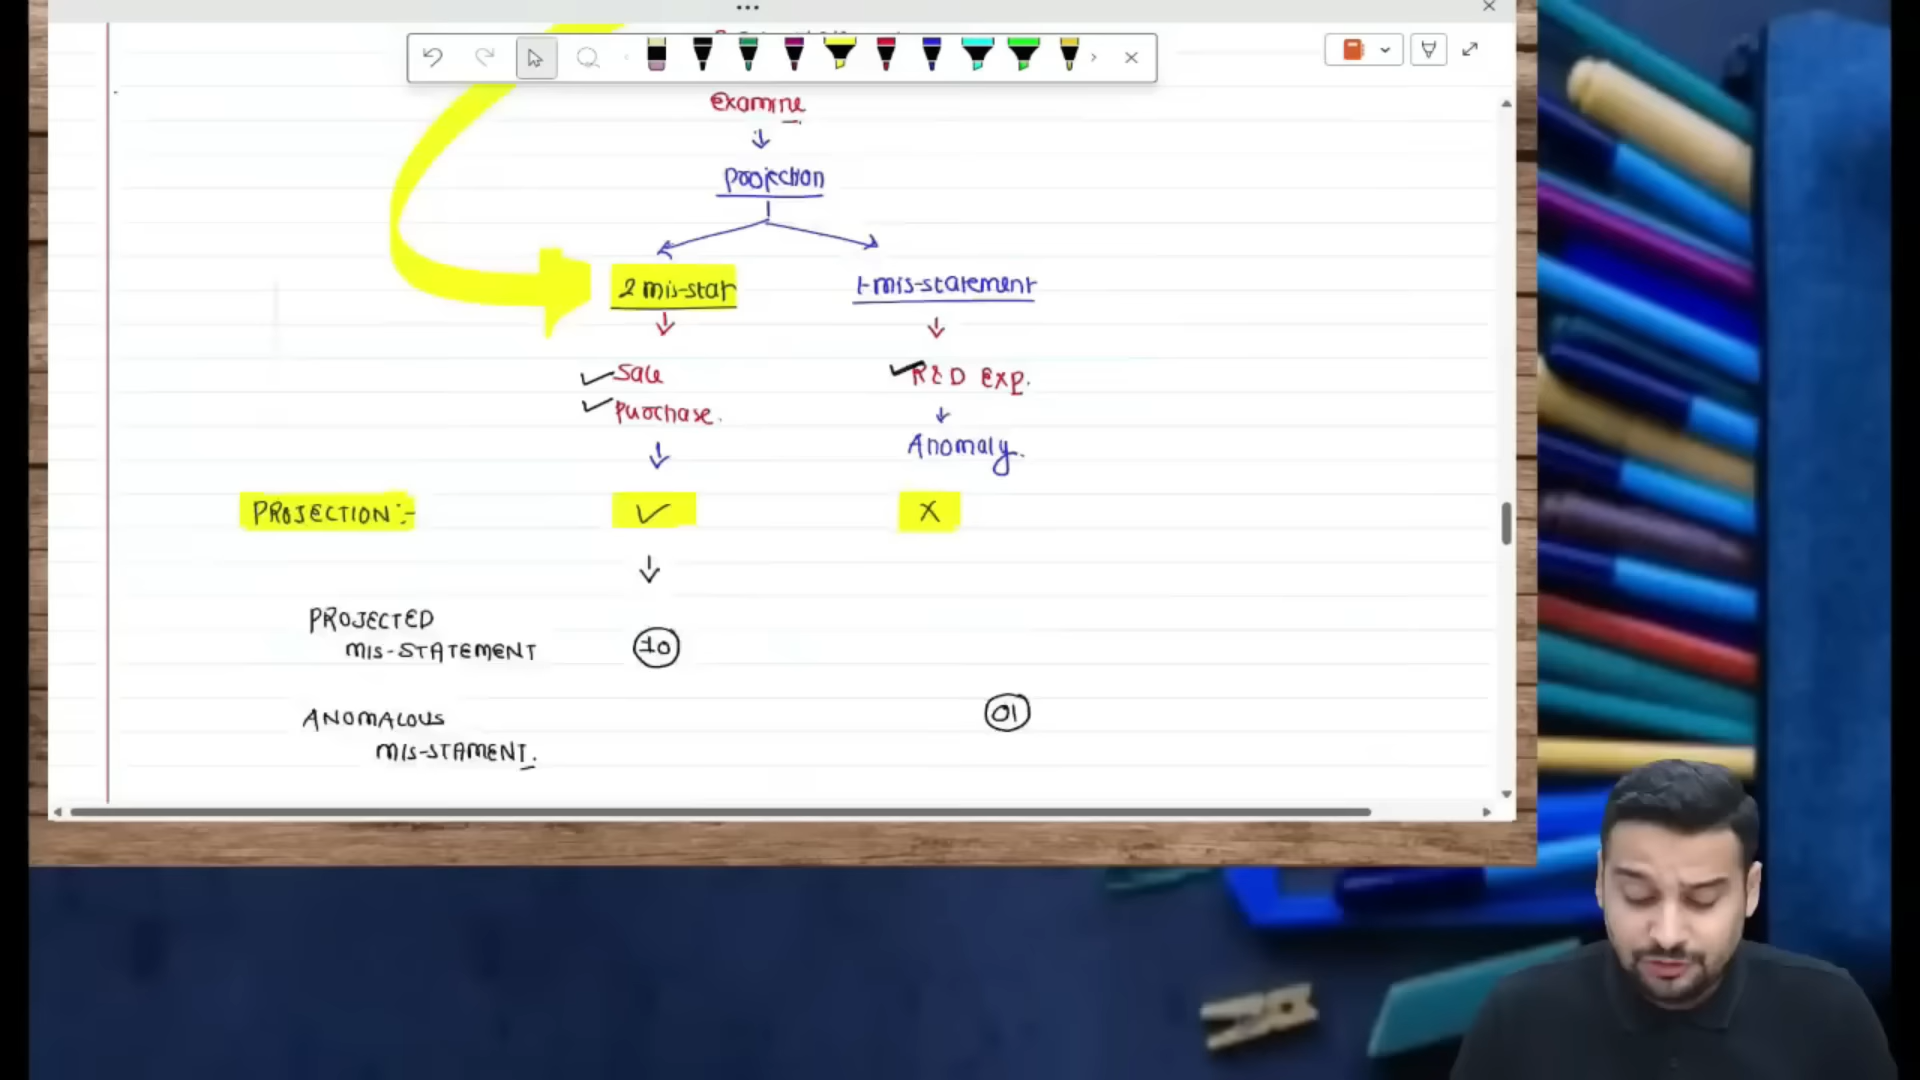 examine
projection
2 mis-stat 1-mis-statement
Sale R&D Exp.
purchase.
Anomaly.
PROJECTION:- ✓ X
PROJECTED
MIS-STATEMENT 10
01
ANOMALOUS
MIS-STAMENT.